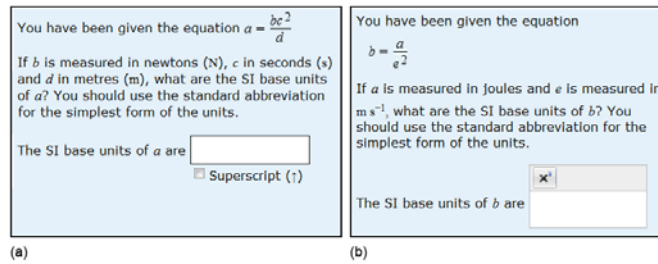 You have been given the equation a = bc²/d
If b is measured in newtons (N), c in seconds (s)
and d in metres (m), what are the SI base units
of a? You should use the standard abbreviation
for the simplest form of the units.
The SI base units of a are
Superscript (↑)
(a)
You have been given the equation
b = a/e²
If a is measured in joules and e is measured in
m s⁻¹, what are the SI base units of b? You
should use the standard abbreviation for the
simplest form of the units.
xˢ
The SI base units of b are
(b)